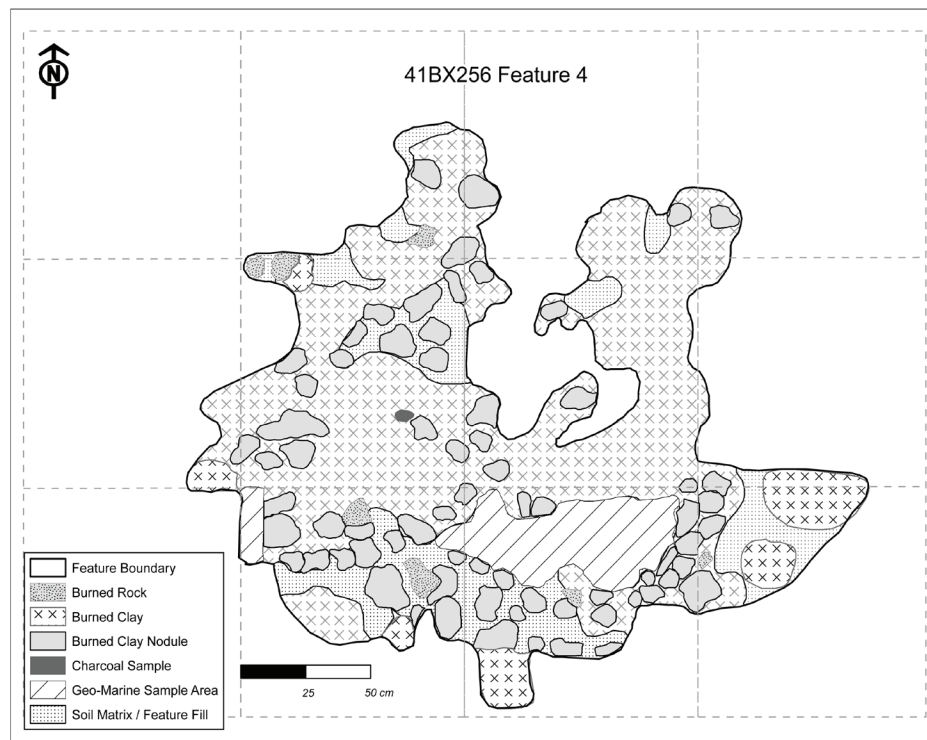 N
41BX256 Feature 4
Feature Boundary
Burned Rock
Burned Clay
Burned Clay Nodule
Charcoal Sample
Geo-Marine Sample Area
Soil Matrix / Feature Fill
25
50 cm